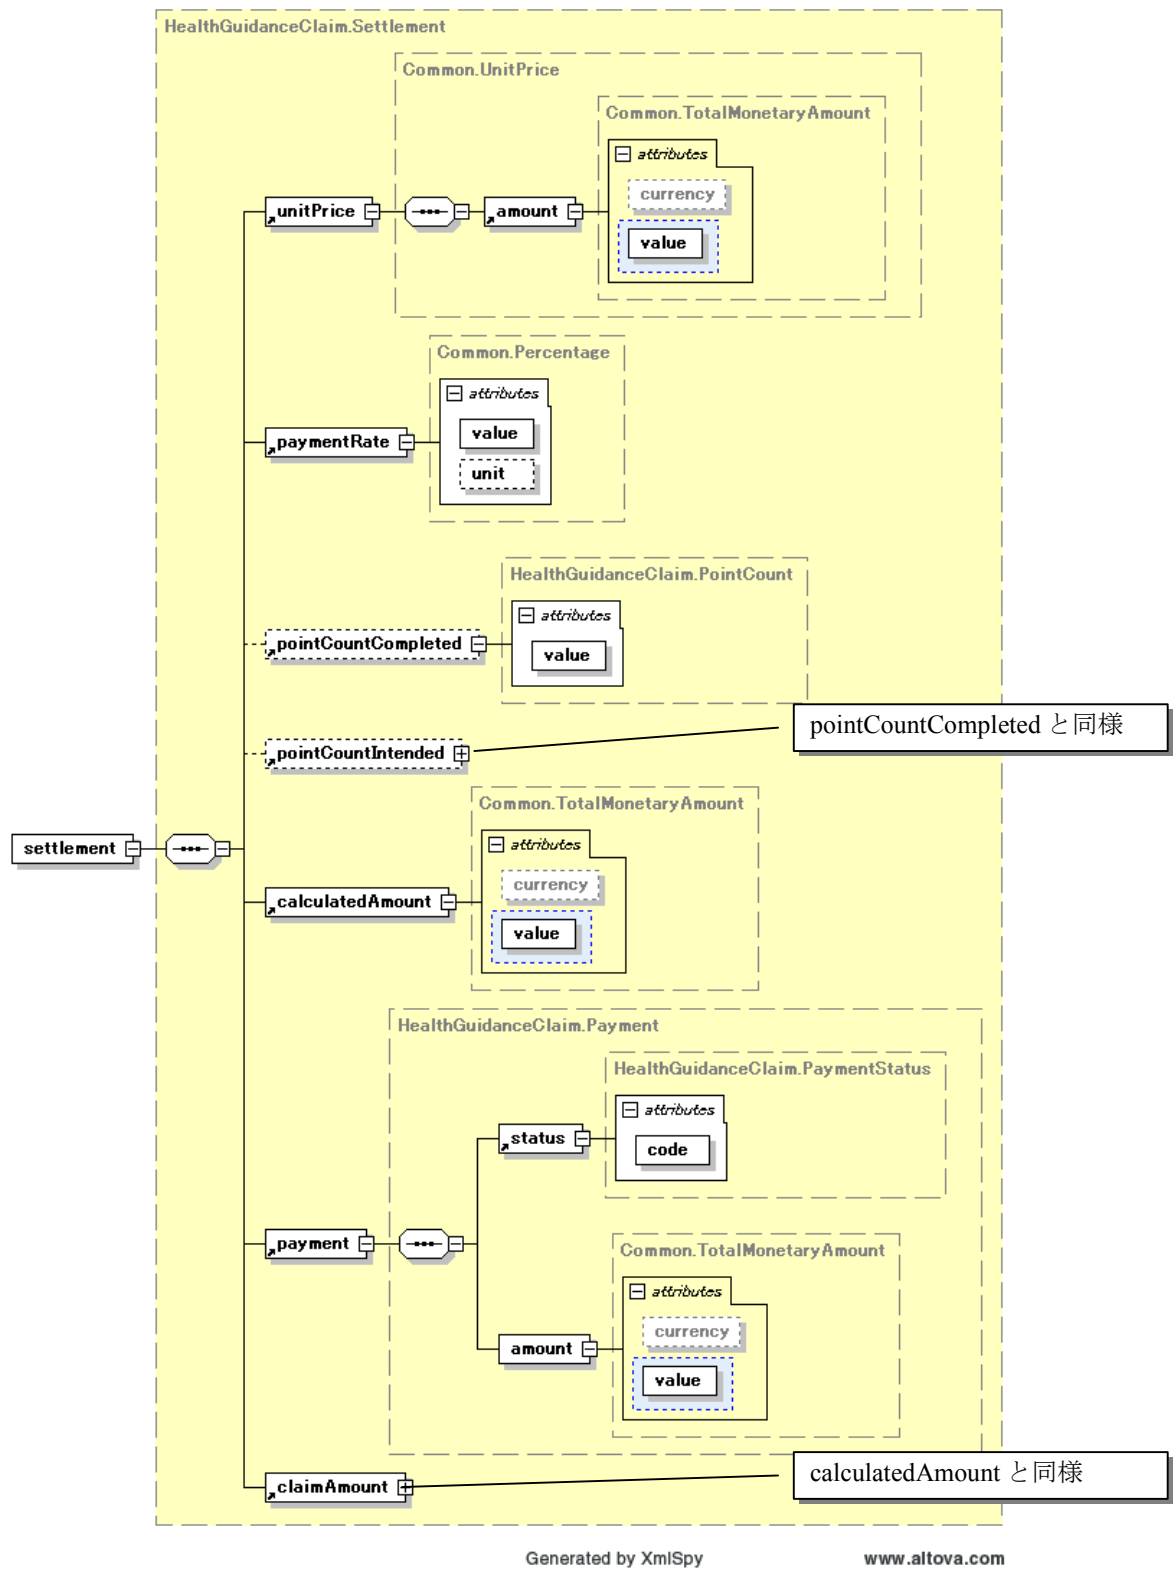 HealthGuidanceClaim.Settlement
Common.UnitPrice
Common.TotalMonetaryAmount
attributes
currency
unitPrice
amount
value
Common.Percentage
attributes
value
paymentRate
unit
HealthGuidanceClaim.PointCount
attributes
pointCountCompleted
value
pointCountCompleted と同様
pointCountIntended
Common.TotalMonetaryAmount
attributes
settlement
currency
calculatedAmount
value
HealthGuidanceClaim.Payment
HealthGuidanceClaim.PaymentStatus
attributes
status
code
payment
Common.TotalMonetaryAmount
attributes
currency
amount
value
calculatedAmount と同様
claimAmount
Generated by XmlSpy
www.altova.com